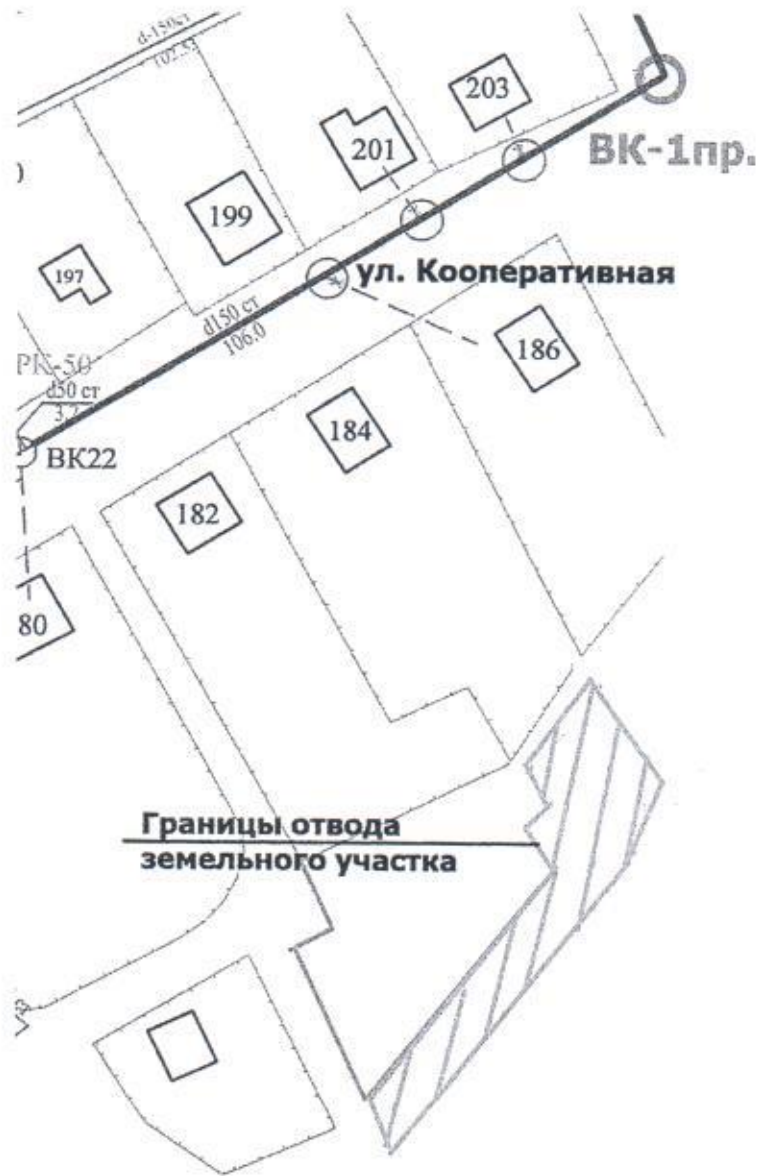 d-150ст
102.53
203
ВК-1пр.
201
199
197
ул. Кооперативная
d150 ст
106.0
186
РК-50
d50 ст
3,2
ВК22
184
182
80
Границы отвода
земельного участка